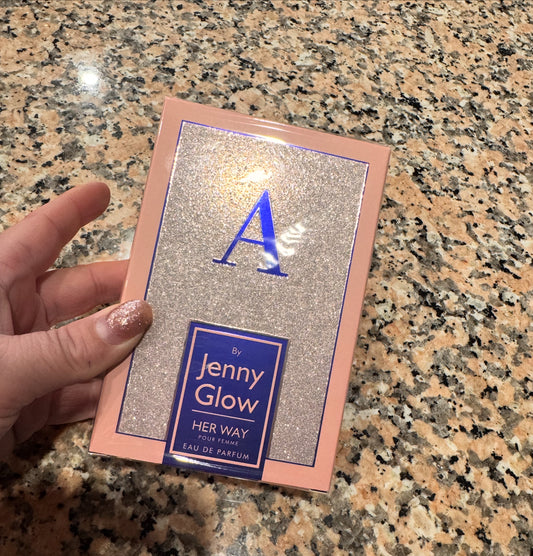 A
By
Jenny
Glow
HER WAY
POUR FEMME
EAU DE PARFUM